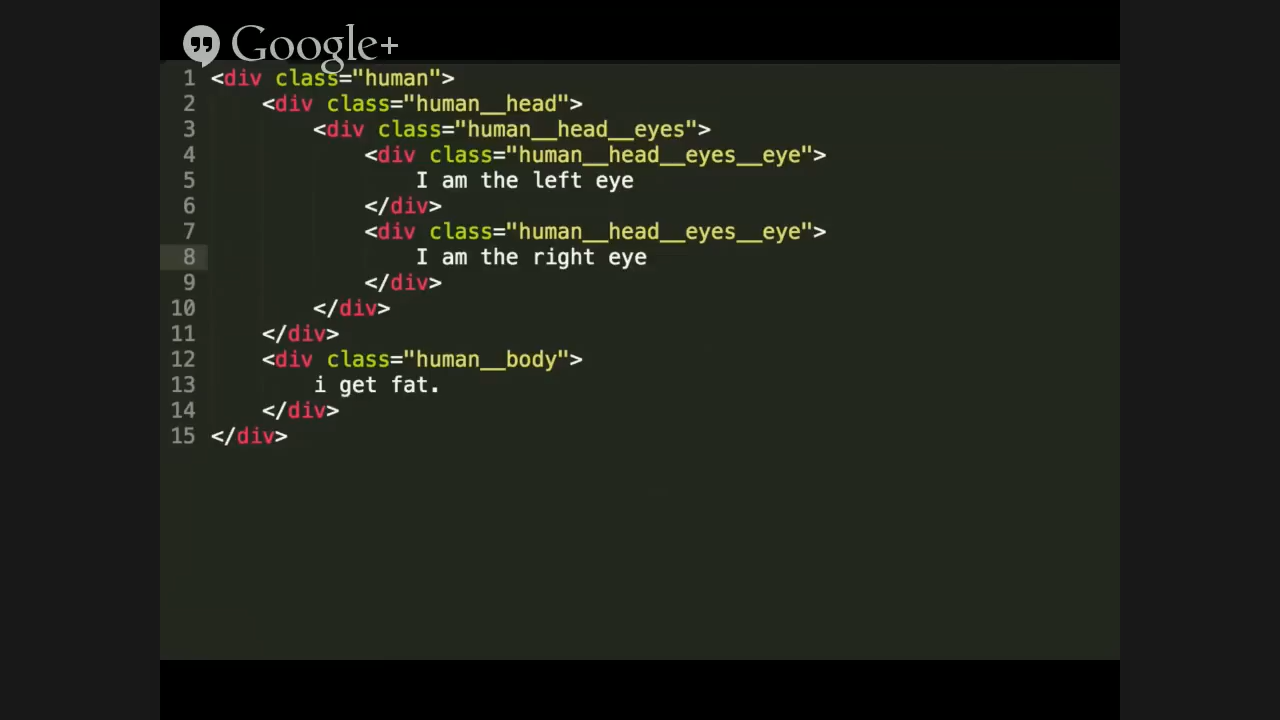 Google+
1 <div class="human">
2 <div class="human__head">
3 <div class="human__head__eyes">
4 <div class="human__head__eyes__eye">
5 I am the left eye
6 </div>
7 <div class="human__head__eyes__eye">
8 I am the right eye
9 </div>
10 </div>
11 </div>
12 <div class="human__body">
13 i get fat.
14 </div>
15 </div>